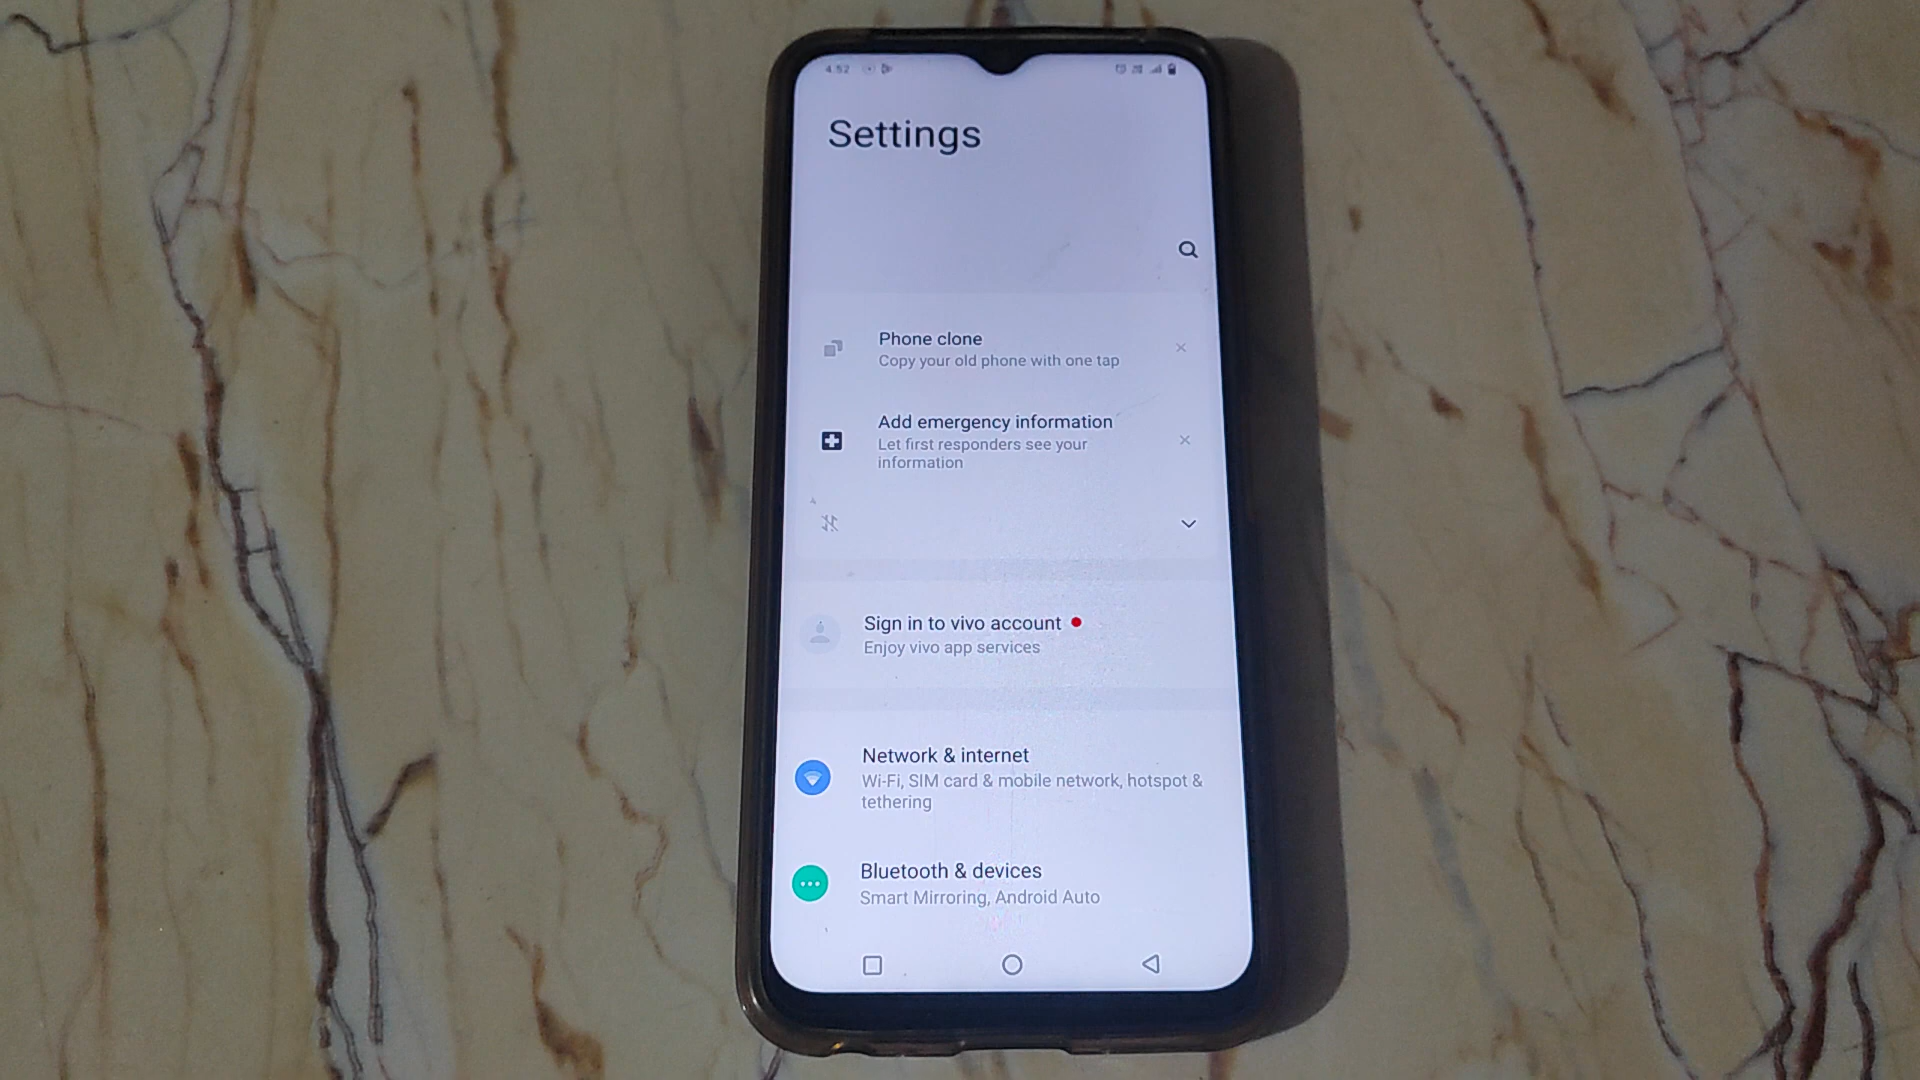 4:52
Settings
Phone clone
Copy your old phone with one tap
Add emergency information
Let first responders see your
information
Sign in to vivo account
Enjoy vivo app services
Network & internet
Wi-Fi, SIM card & mobile network, hotspot &
tethering
Bluetooth & devices
Smart Mirroring, Android Auto